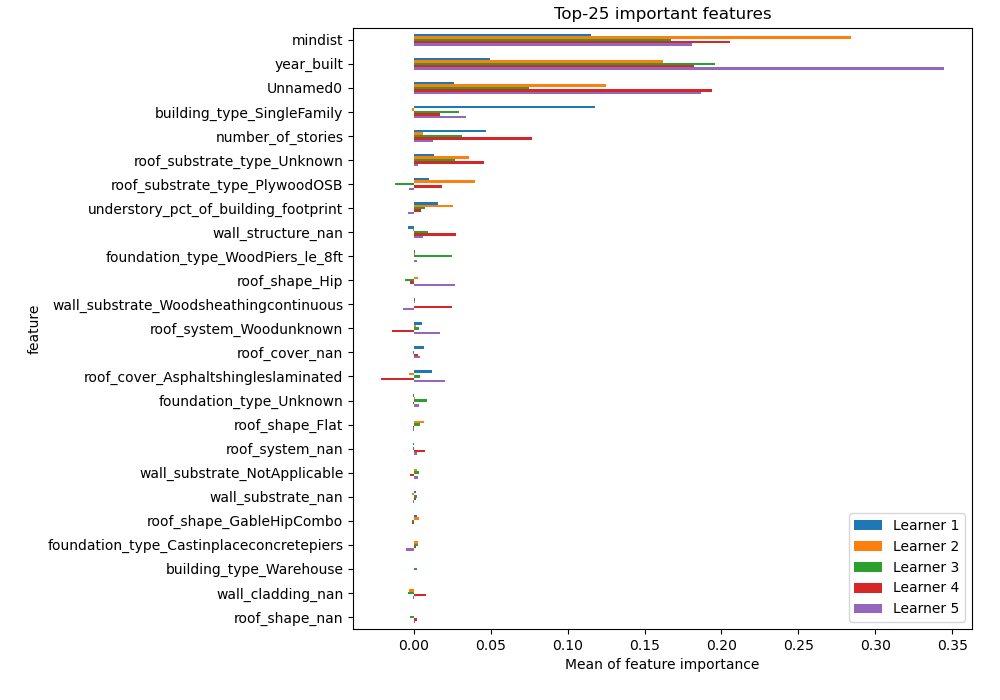 Top-25 important features
mindist
year_built
Unnamed0
building_type_SingleFamily
number_of_stories
roof_substrate_type_Unknown
roof_substrate_type_PlywoodOSB
understory_pct_of_building_footprint
wall_structure_nan
foundation_type_WoodPiers_le_8ft
roof_shape_Hip
wall_substrate_Woodsheathingcontinuous
roof_system_Woodunknown
roof_cover_nan
roof_cover_Asphaltshingleslaminated
foundation_type_Unknown
roof_shape_Flat
roof_system_nan
wall_substrate_NotApplicable
wall_substrate_nan
roof_shape_GableHipCombo
foundation_type_Castinplaceconcretepiers
building_type_Warehouse
wall_cladding_nan
roof_shape_nan
feature
Learner 1
Learner 2
Learner 3
Learner 4
Learner 5
0.00 0.05 0.10 0.15 0.20 0.25 0.30 0.35
Mean of feature importance